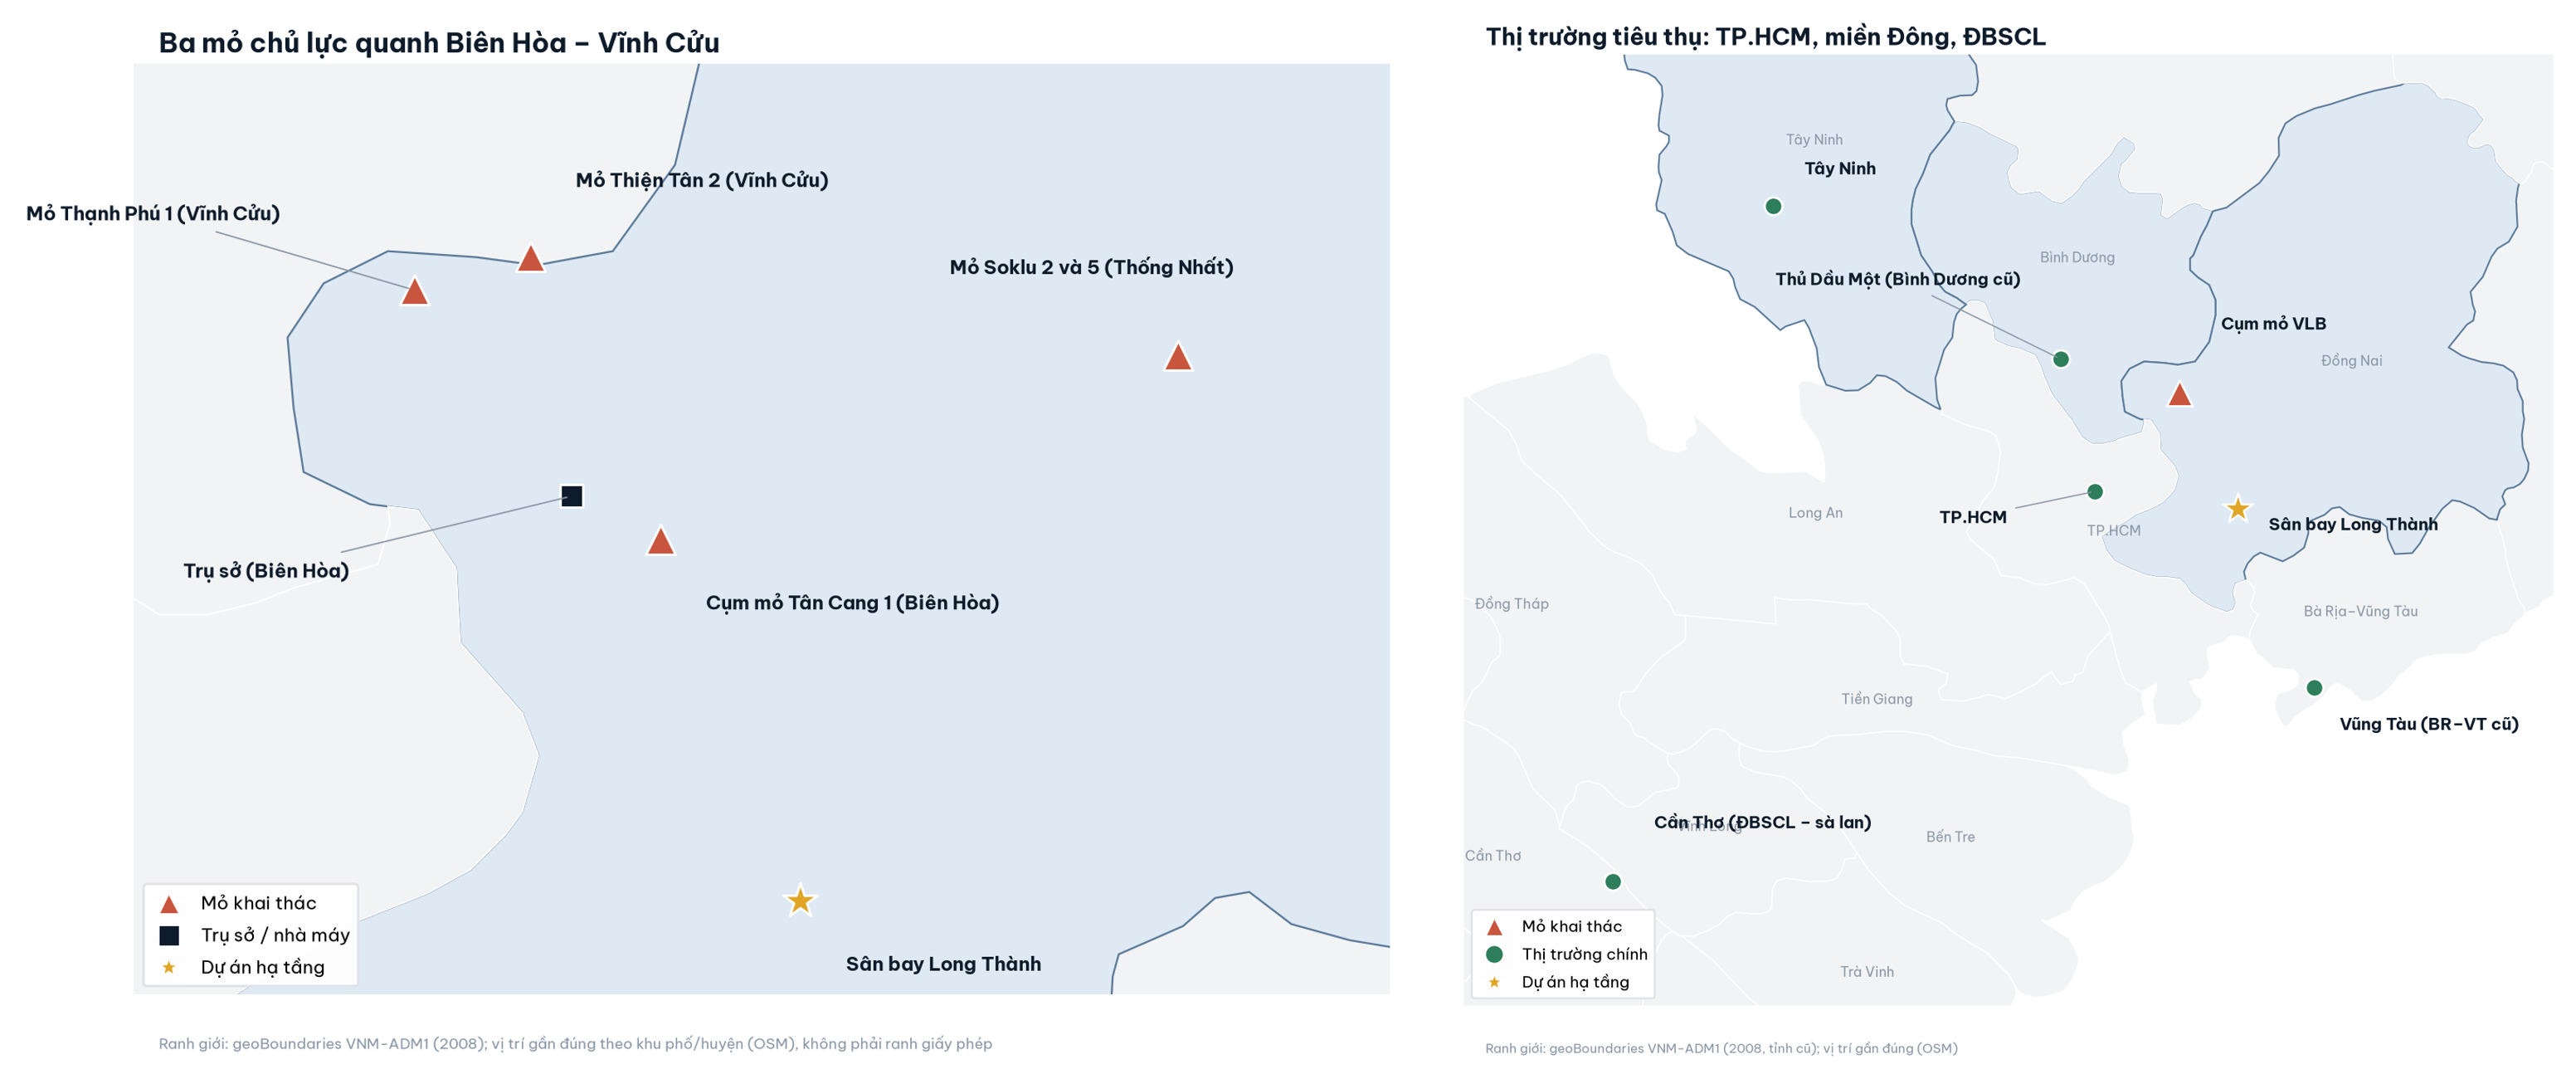 Ba mỏ chủ lực quanh Biên Hòa – Vĩnh Cửu
Mỏ Thiện Tân 2 (Vĩnh Cửu)
Mỏ Thạnh Phú 1 (Vĩnh Cửu)
Mỏ Soklu 2 và 5 (Thống Nhất)
Trụ sở (Biên Hòa)
Cụm mỏ Tân Cang 1 (Biên Hòa)
Sân bay Long Thành
Mỏ khai thác
Trụ sở / nhà máy
Dự án hạ tầng
Ranh giới: geoBoundaries VNM-ADM1 (2008); vị trí gần đúng theo khu phố/huyện (OSM), không phải ranh giấy phép
Thị trường tiêu thụ: TP.HCM, miền Đông, ĐBSCL
Tây Ninh
Tây Ninh
Bình Dương
Thủ Dầu Một (Bình Dương cũ)
Cụm mỏ VLB
Đồng Nai
Long An
TP.HCM
TP.HCM
Sân bay Long Thành
Đồng Tháp
Bà Rịa–Vũng Tàu
Tiền Giang
Vũng Tàu (BR–VT cũ)
Cần Thơ (ĐBSCL – sà lan)
Vĩnh Long
Bến Tre
Cần Thơ
Trà Vinh
Mỏ khai thác
Thị trường chính
Dự án hạ tầng
Ranh giới: geoBoundaries VNM-ADM1 (2008, tỉnh cũ); vị trí gần đúng (OSM)